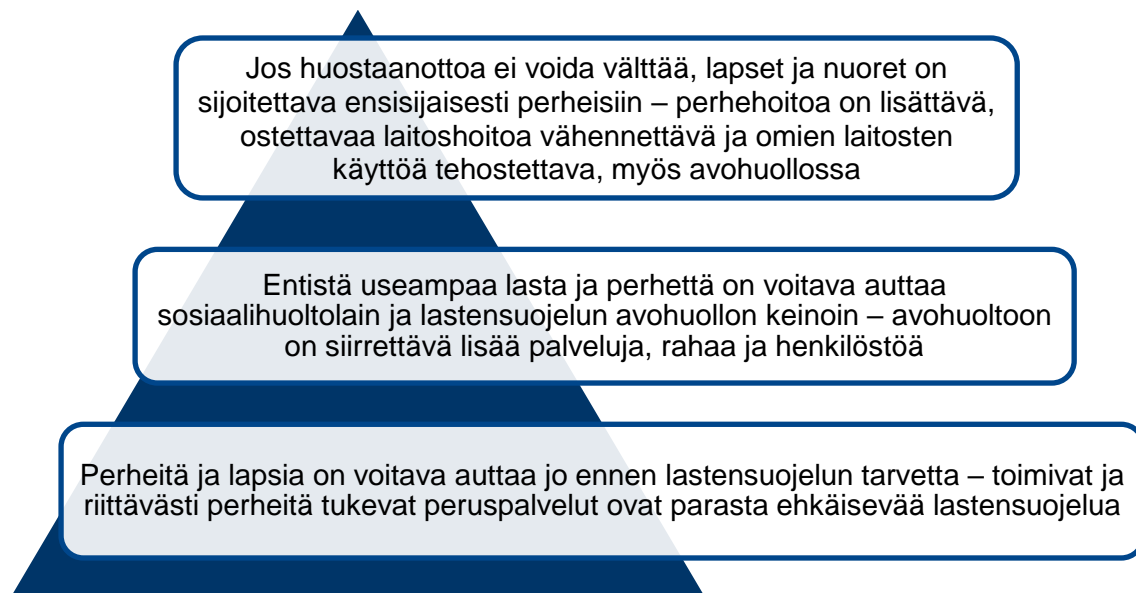 Jos huostaanottoa ei voida välttää, lapset ja nuoret on
sijoitettava ensisijaisesti perheisiin – perhehoitoa on lisättävä,
ostettavaa laitoshoitoa vähennettävä ja omien laitosten
käyttöä tehostettava, myös avohuollossa
Entistä useampaa lasta ja perhettä on voitava auttaa
sosiaalihuoltolain ja lastensuojelun avohuollon keinoin – avohuoltoon
on siirrettävä lisää palveluja, rahaa ja henkilöstöä
Perheitä ja lapsia on voitava auttaa jo ennen lastensuojelun tarvetta – toimivat ja
riittävästi perheitä tukevat peruspalvelut ovat parasta ehkäisevää lastensuojelua